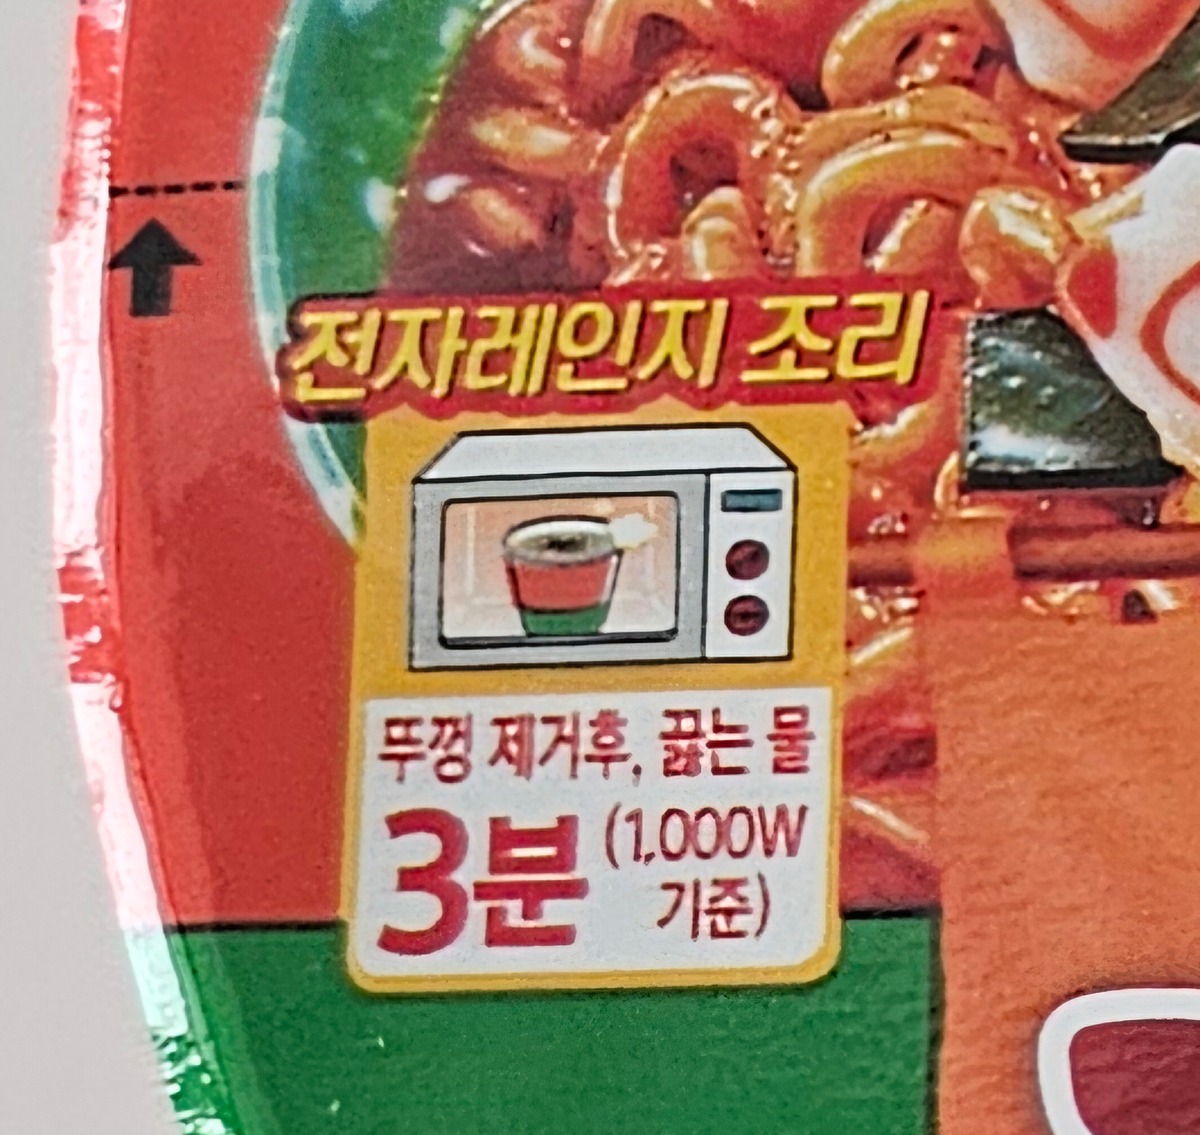 전자레인지 조리
뚜껑 제거후, 끓는 물
3분 (1,000W
기준)